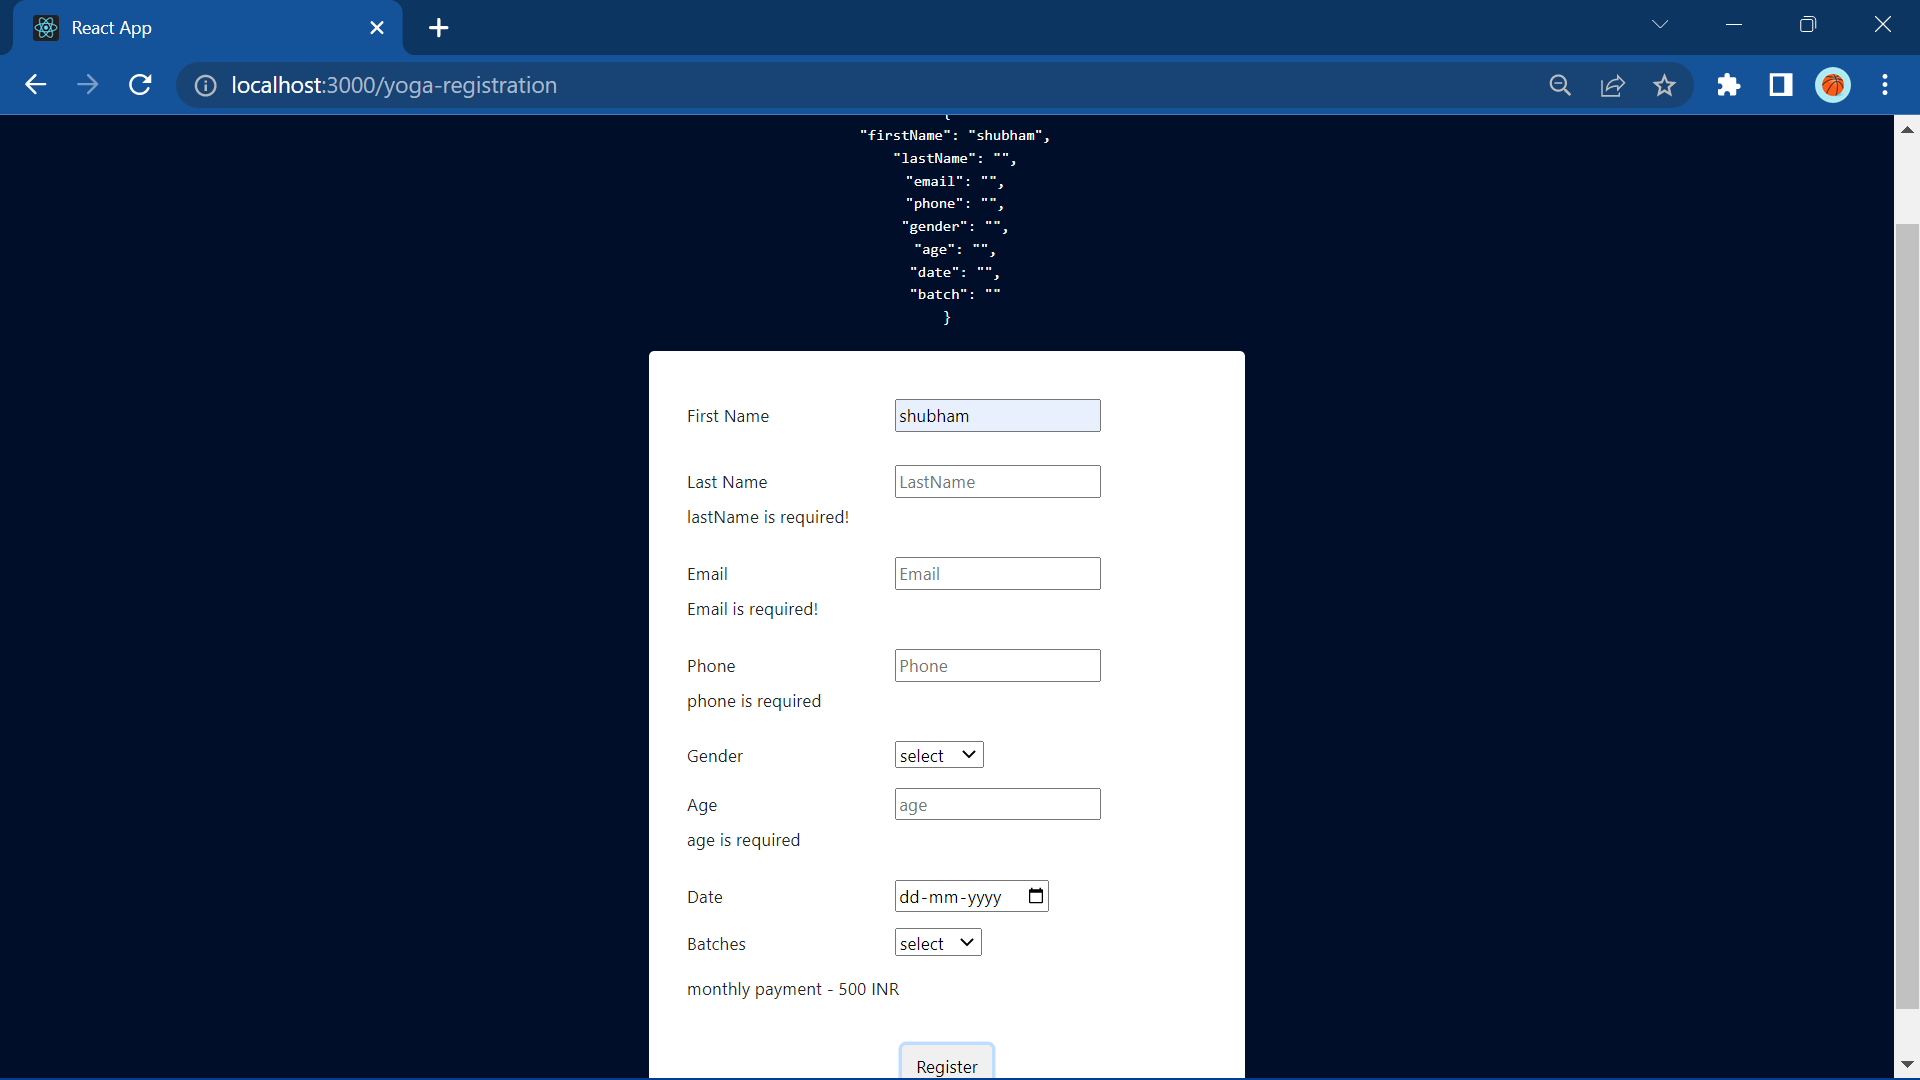 React App
localhost:3000/yoga-registration
{
"firstName": "shubham",
"lastName": "",
"email": "",
"phone": "",
"gender": "",
"age": "",
"date": "",
"batch": ""
}
First Name shubham
Last Name LastName
lastName is required!
Email Email
Email is required!
Phone Phone
phone is required
Gender select
Age age
age is required
Date dd-mm-yyyy
Batches select
monthly payment - 500 INR
Register